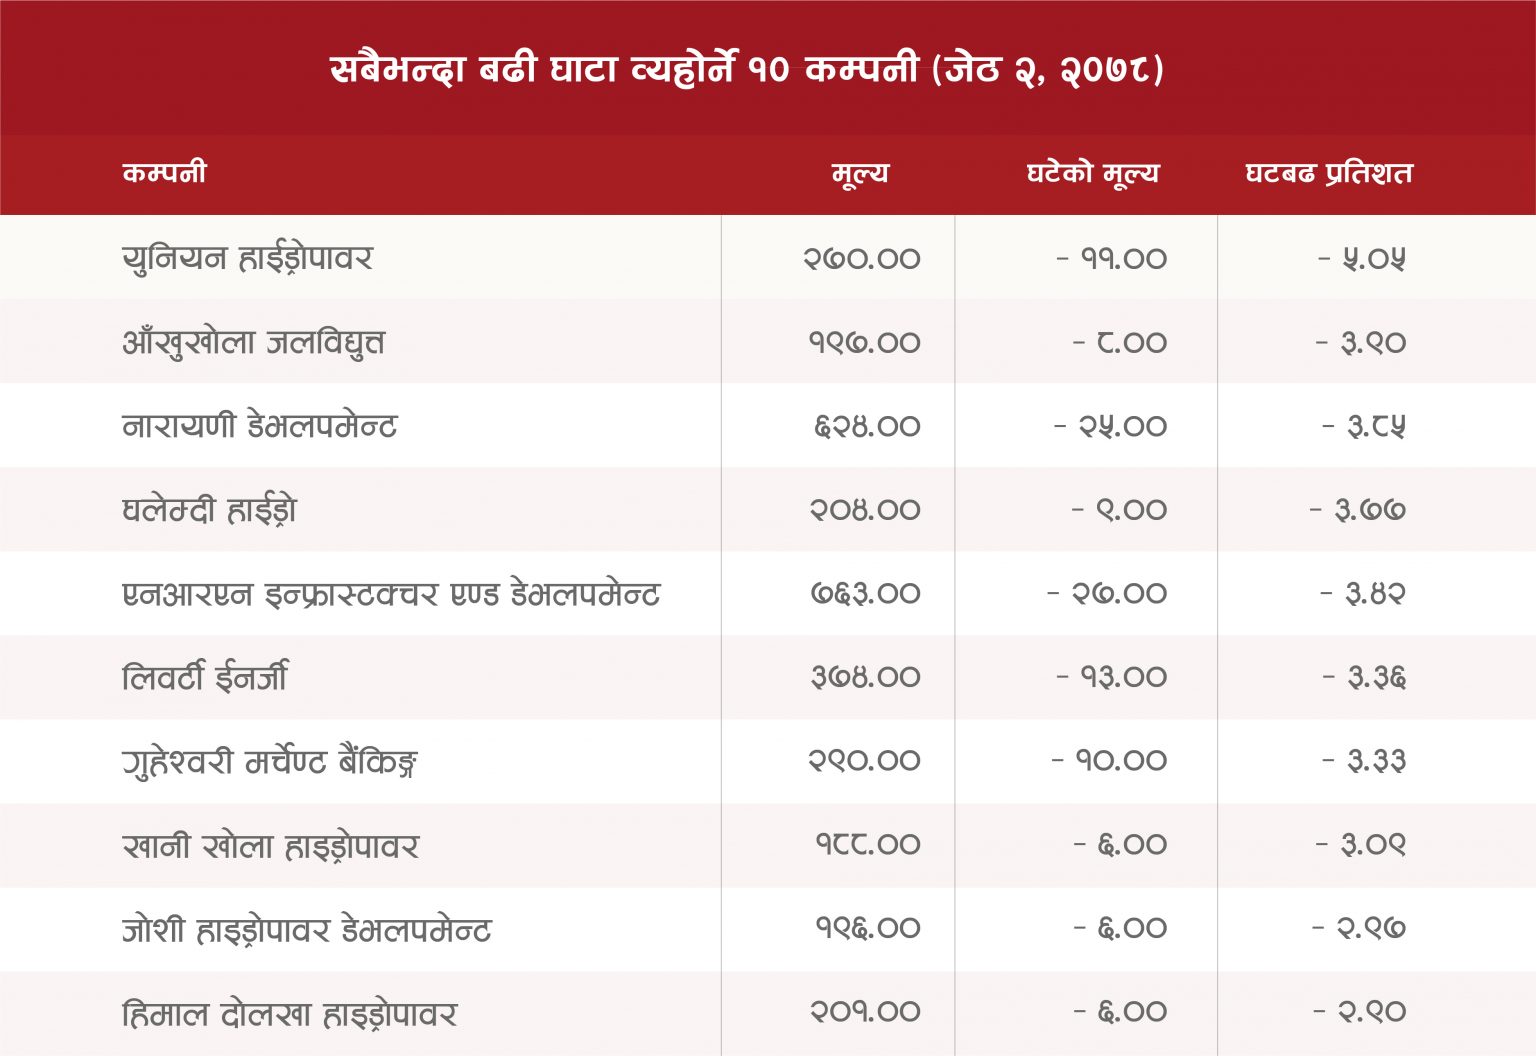 सबैभन्दा बढी घाटा व्यहोर्ने १० कम्पनी (जेठ २, २०७८)
कम्पनी मूल्य घटेको मूल्य घटबढ प्रतिशत
युनियन हाईड्रोपावर २७०.०० - ११.०० - ५.०५
आँखुखोला जलविद्युत्त १९७.०० - ८.०० - ३.९०
नारायणी डेभलपमेन्ट ६२४.०० - २५.०० - ३.८५
घलेम्दी हाईड्रो २०४.०० - ९.०० - ३.७७
एनआरएन इन्फ्रास्टक्चर एण्ड डेभलपमेन्ट ७६३.०० - २७.०० - ३.४२
लिवर्टी ईनर्जी ३७४.०० - १३.०० - ३.३६
गुहेश्वरी मर्चेण्ट बैंकिङ्ग २९०.०० - १०.०० - ३.३३
खानी खोला हाइड्रोपावर १८८.०० - ६.०० - ३.०९
जोशी हाइड्रोपावर डेभलपमेन्ट १९६.०० - ६.०० - २.९७
हिमाल दोलखा हाइड्रोपावर २०१.०० - ६.०० - २.९०